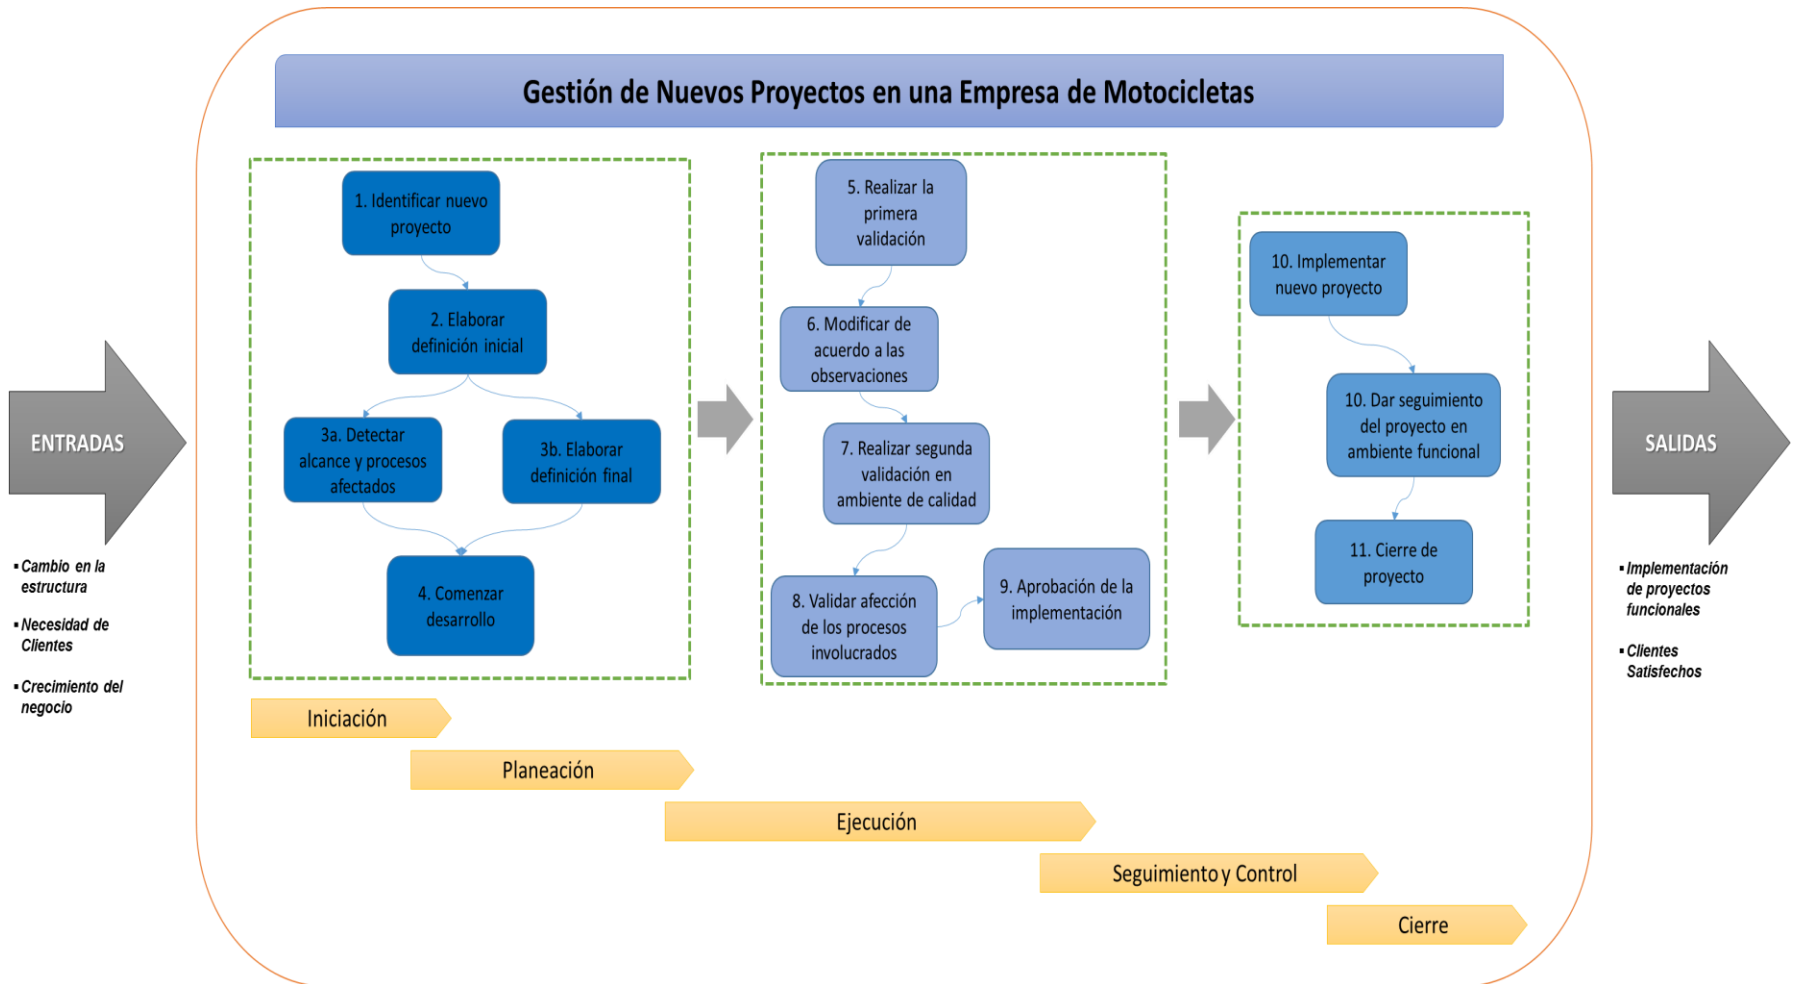 Gestión de Nuevos Proyectos en una Empresa de Motocicletas
ENTRADAS
▪ Cambio en la
estructura
▪ Necesidad de
Clientes
▪ Crecimiento del
negocio
1. Identificar nuevo
proyecto
2. Elaborar
definición inicial
3a. Detectar
alcance y procesos
afectados
3b. Elaborar
definición final
4. Comenzar
desarrollo
5. Realizar la
primera
validación
6. Modificar de
acuerdo a las
observaciones
7. Realizar segunda
validación en
ambiente de calidad
8. Validar afección
de los procesos
involucrados
9. Aprobación de la
implementación
10. Implementar
nuevo proyecto
10. Dar seguimiento
del proyecto en
ambiente funcional
11. Cierre de
proyecto
SALIDAS
▪ Implementación
de proyectos
funcionales
▪ Clientes
Satisfechos
Iniciación
Planeación
Ejecución
Seguimiento y Control
Cierre